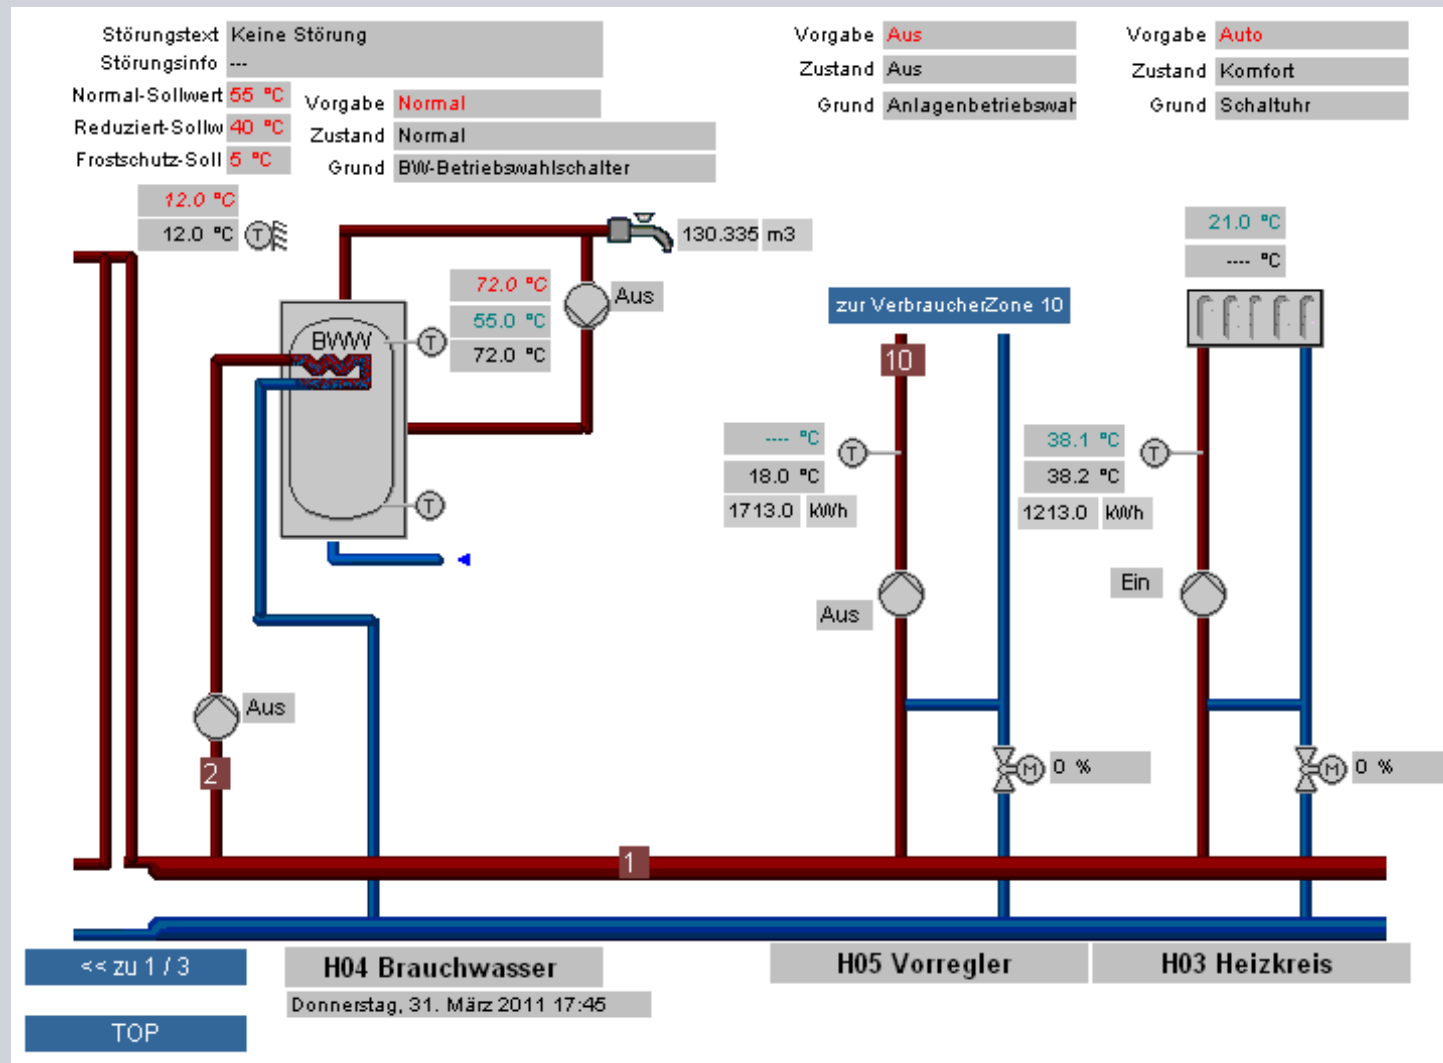 Störungstext Keine Störung
Störungsinfo ---
Normal-Sollwert 55 °C
Reduziert-Sollw 40 °C
Frostschutz-Soll 5 °C
Vorgabe Normal
Zustand Normal
Grund BW-Betriebswahlschalter
Vorgabe Aus
Zustand Aus
Grund Anlagenbetriebswah
Vorgabe Auto
Zustand Komfort
Grund Schaltuhr
12.0 °C
12.0 °C T
130.335 m3
72.0 °C
55.0 °C
72.0 °C
Aus
BWW
T
T
zur VerbraucherZone 10
10
21.0 °C
---- °C
---- °C
18.0 °C
1713.0 kWh
T
38.1 °C
38.2 °C
1213.0 kWh
T
Aus
Ein
Aus
2
M 0 %
M 0 %
1
<< zu 1 / 3
TOP
H04 Brauchwasser
Donnerstag, 31. März 2011 17:45
H05 Vorregler
H03 Heizkreis